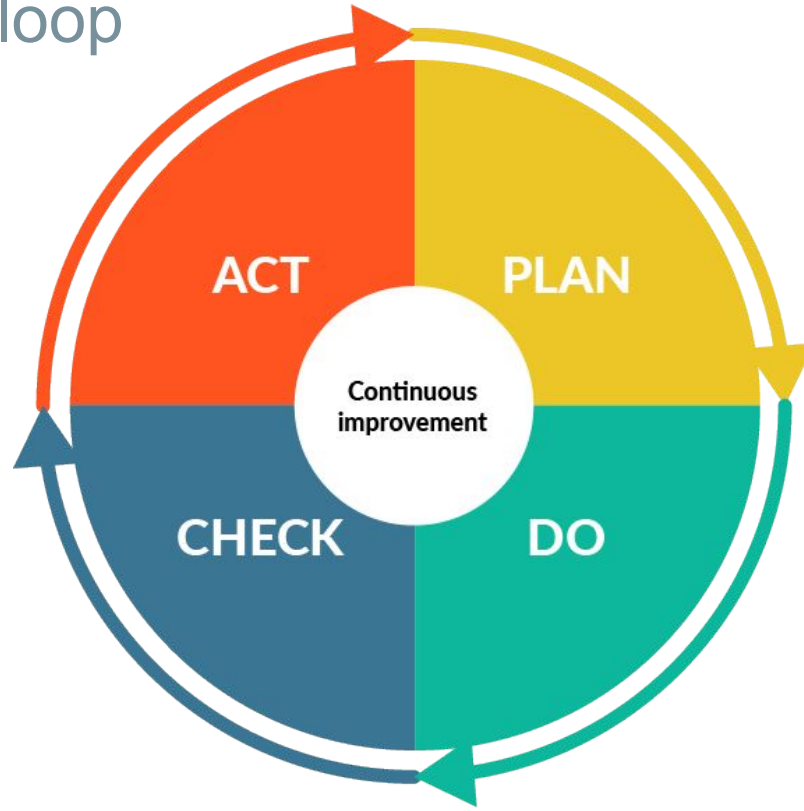 loop
ACT
PLAN
Continuous
improvement
CHECK
DO